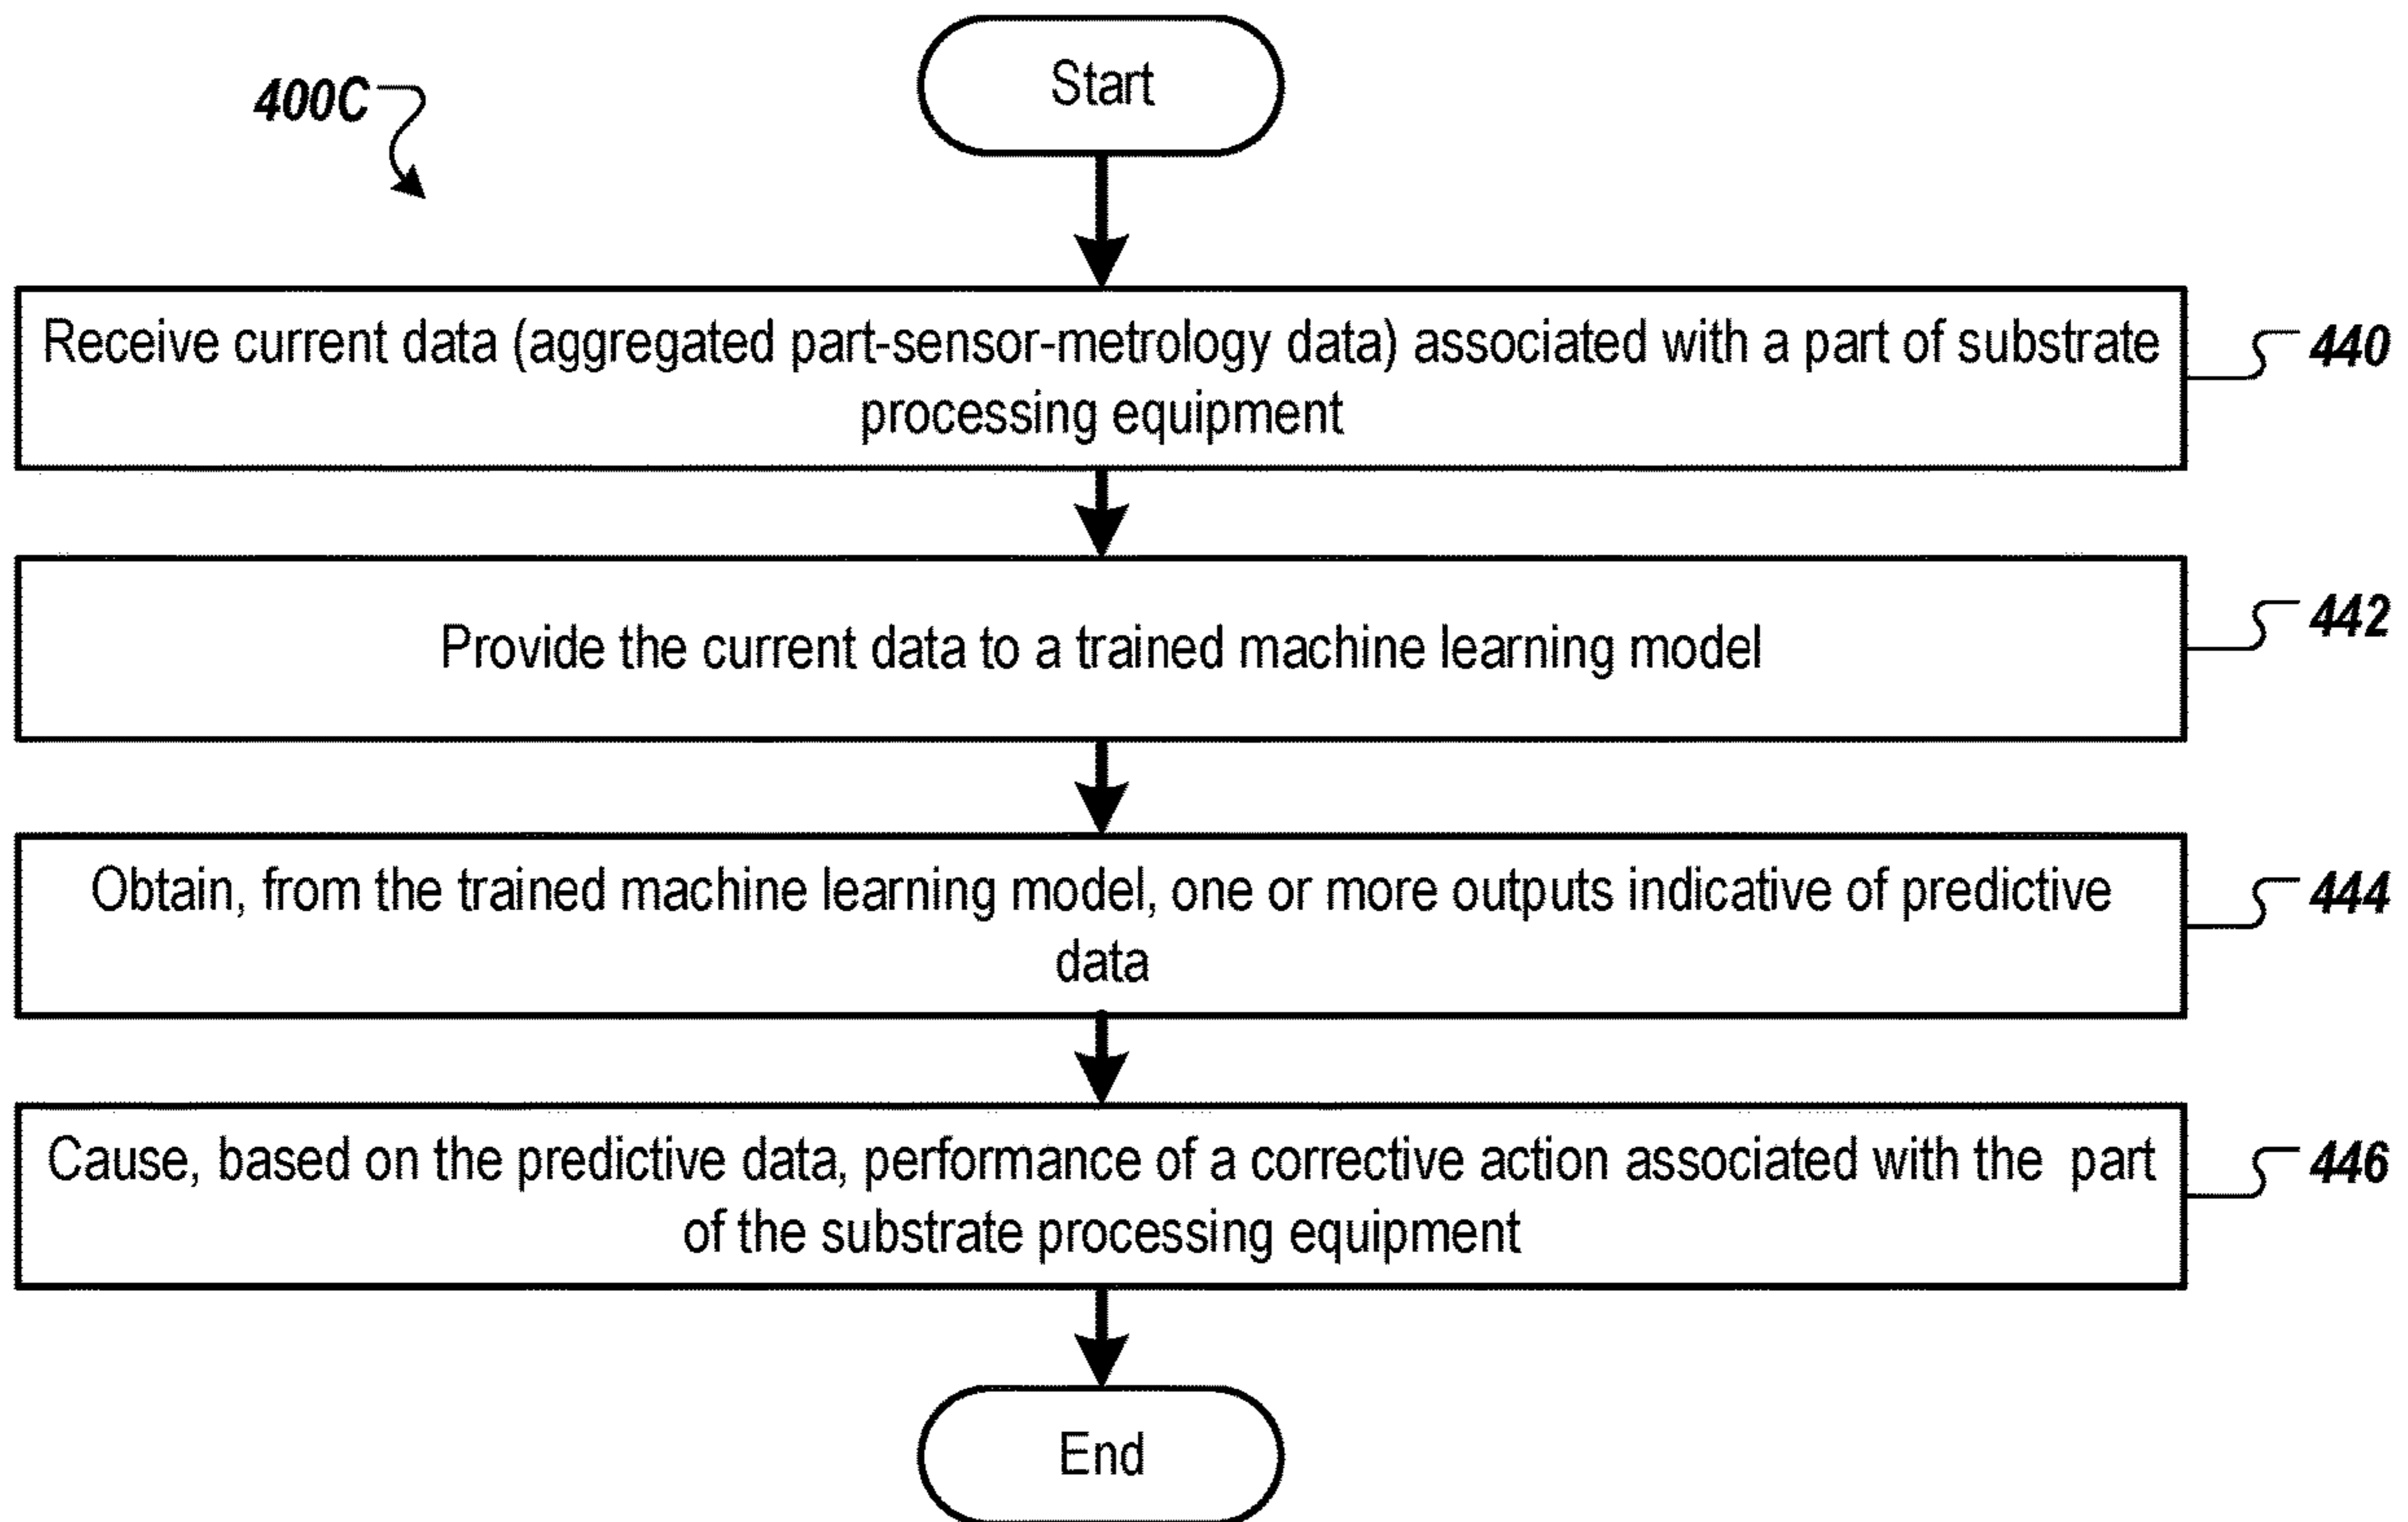 400C
Start
Receive current data (aggregated part-sensor-metrology data) associated with a part of substrate
processing equipment
440
Provide the current data to a trained machine learning model
442
Obtain, from the trained machine learning model, one or more outputs indicative of predictive
data
444
Cause, based on the predictive data, performance of a corrective action associated with the part
of the substrate processing equipment
446
End